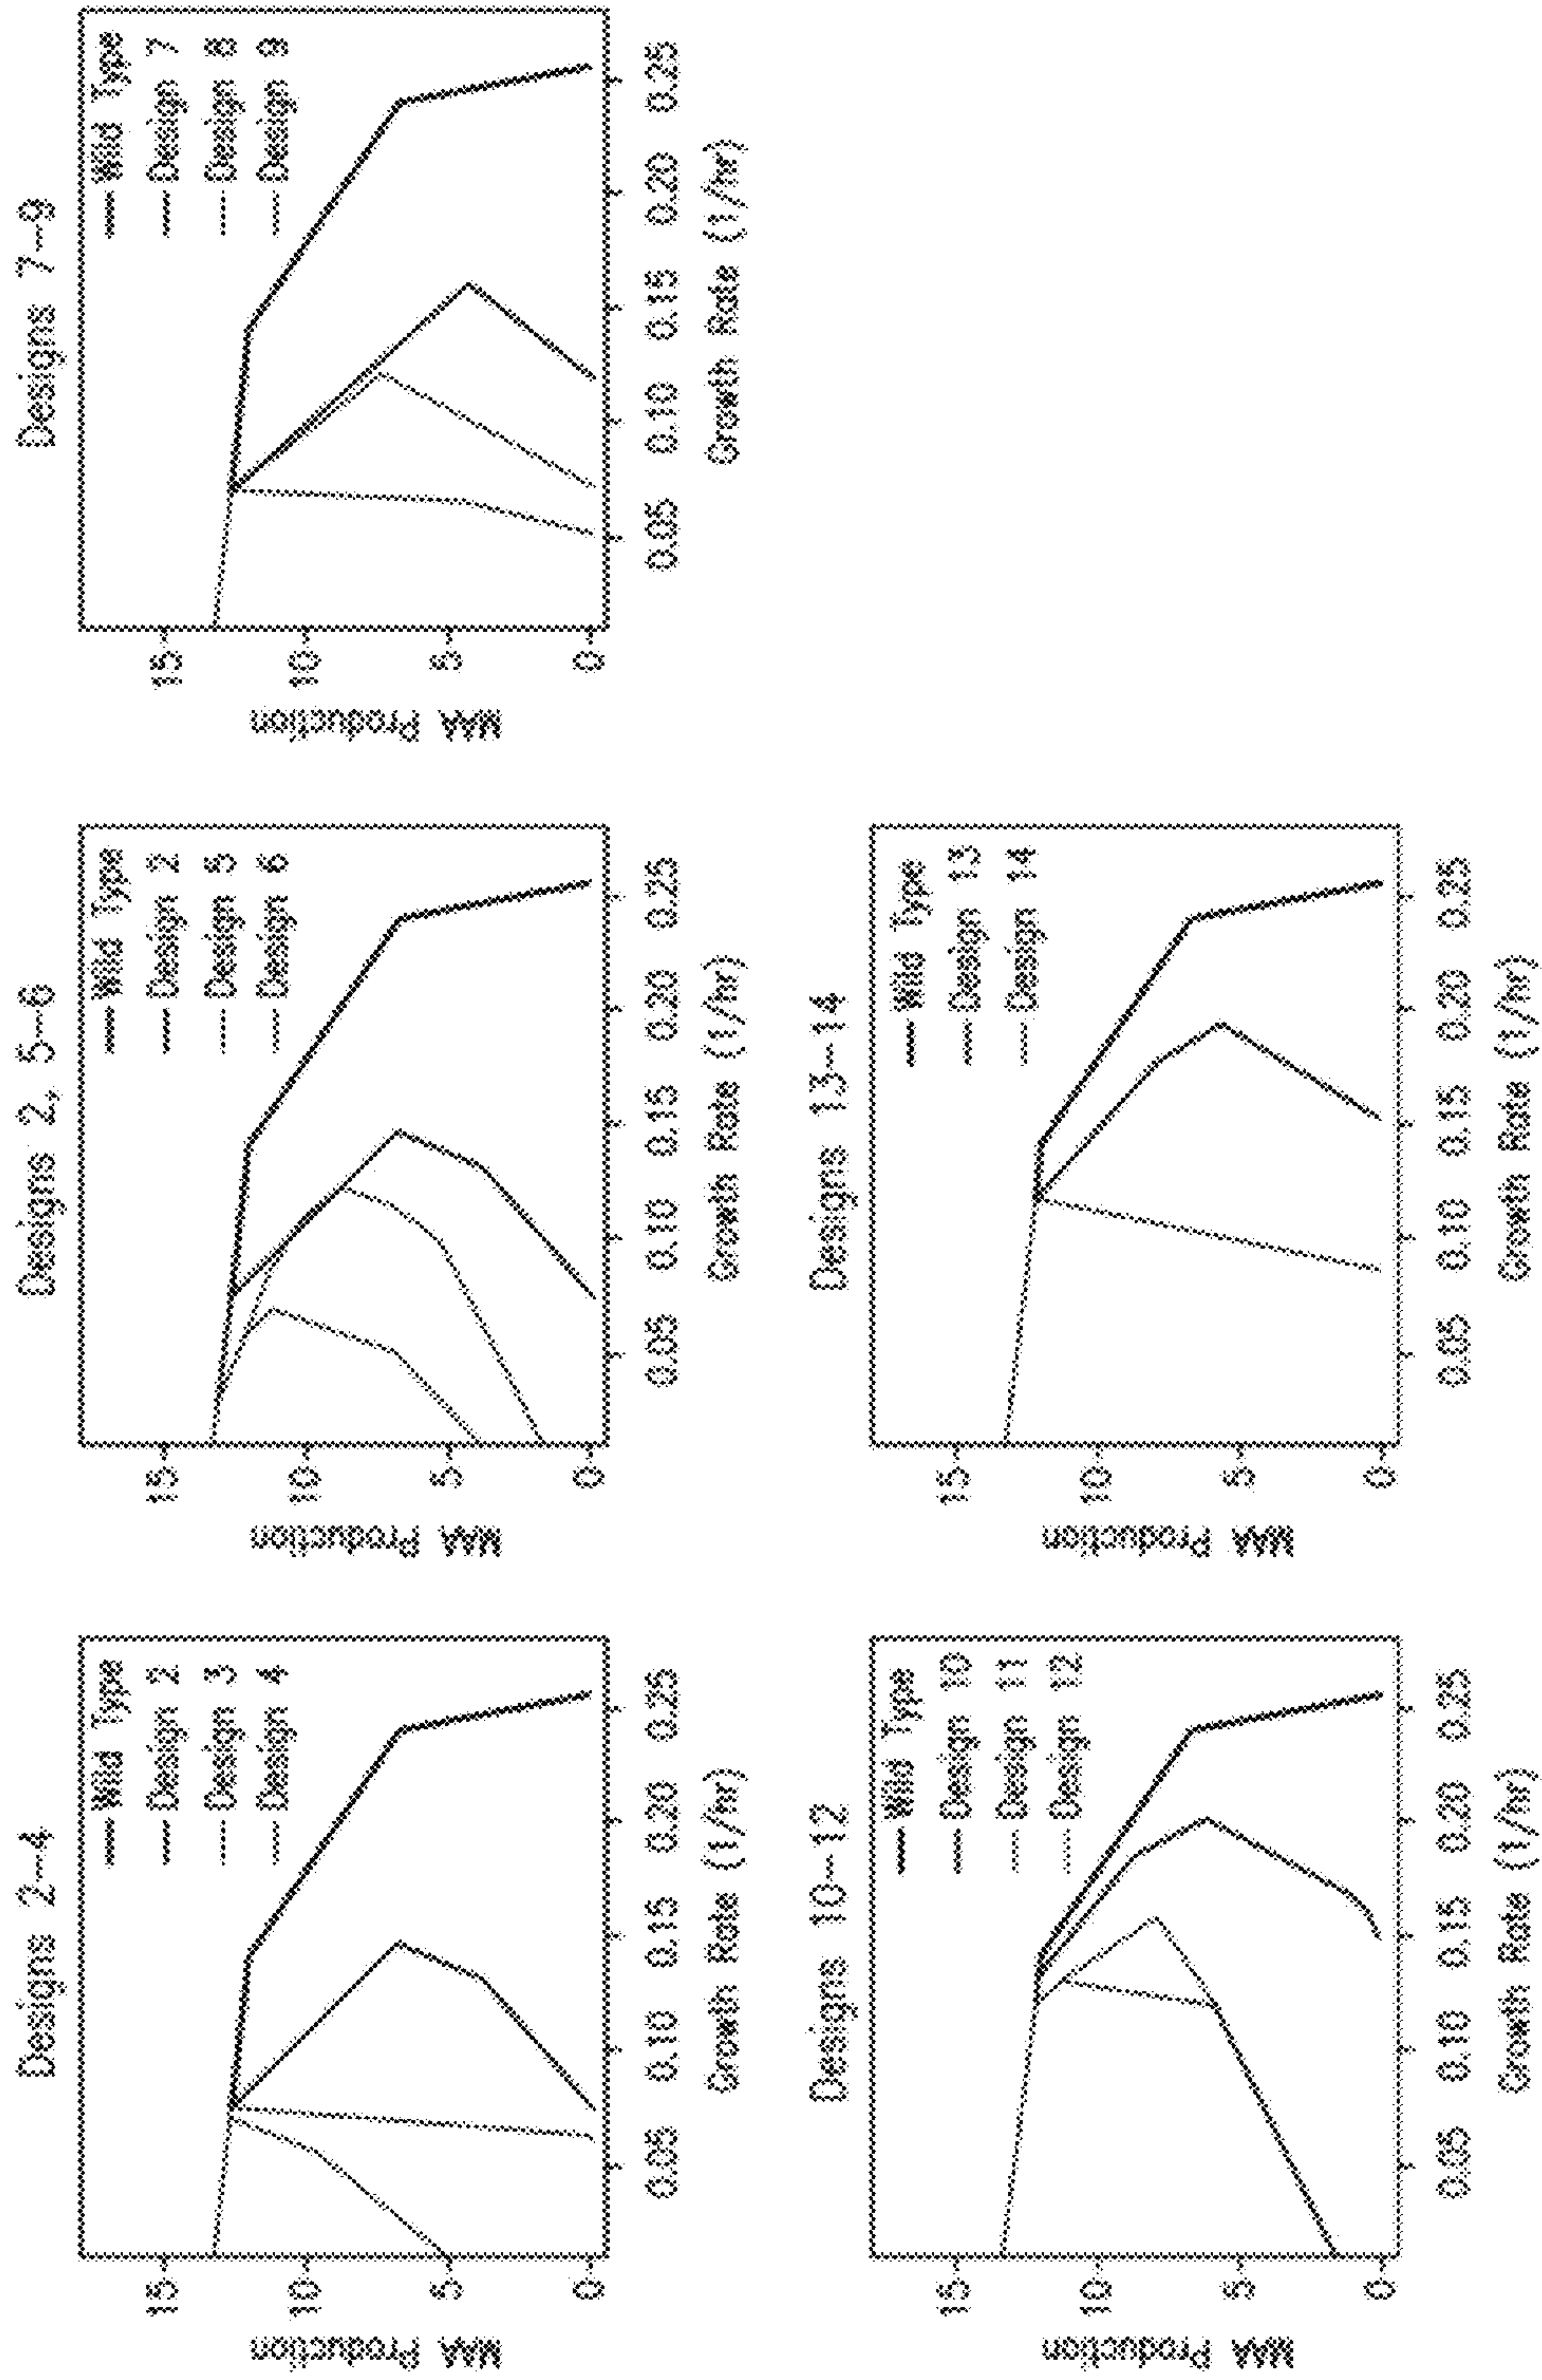 Designs 2-4
MAA Production
15
10
5
0
Wild Type
Design 2
Design 3
Design 4
0.05 0.10 0.15 0.20 0.25
Growth Rate (1/hr)
Designs 2, 5-6
MAA Production
15
10
5
0
Wild Type
Design 2
Design 5
Design 6
0.05 0.10 0.15 0.20 0.25
Growth Rate (1/hr)
Designs 7-9
MAA Production
15
10
5
0
Wild Type
Design 7
Design 8
Design 9
0.05 0.10 0.15 0.20 0.25
Growth Rate (1/hr)
Designs 10-12
MAA Production
15
10
5
0
Wild Type
Design 10
Design 11
Design 12
0.05 0.10 0.15 0.20 0.25
Growth Rate (1/hr)
Designs 13-14
MAA Production
15
10
5
0
Wild Type
Design 13
Design 14
0.05 0.10 0.15 0.20 0.25
Growth Rate (1/hr)